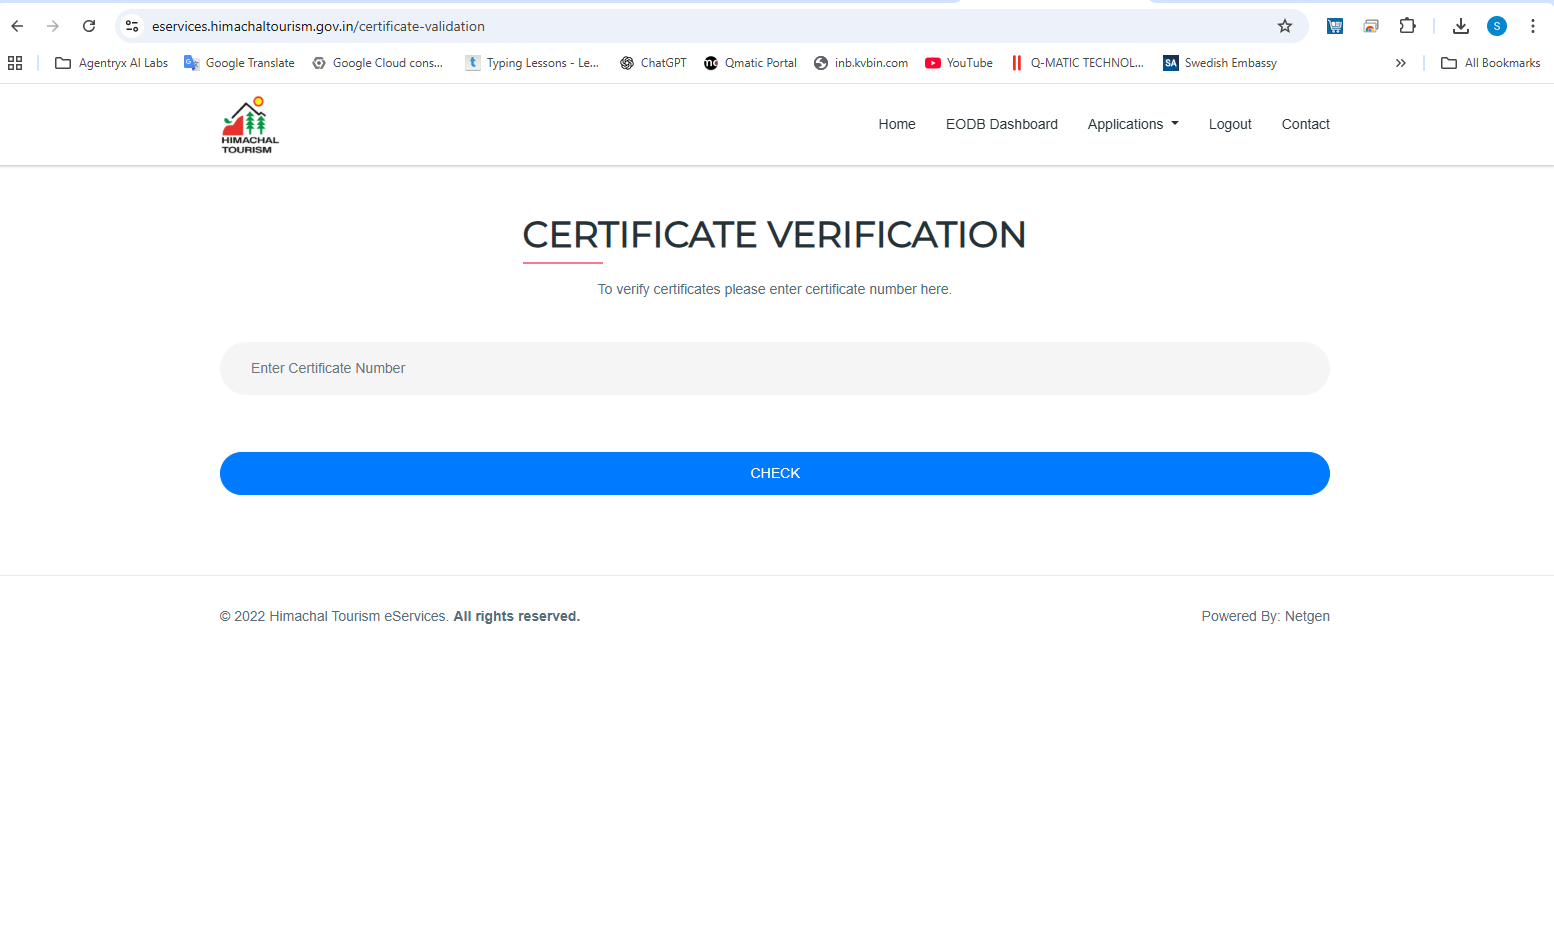 eservices.himachaltourism.gov.in/certificate-validation
S
Agentryx AI Labs
Google Translate
Google Cloud cons...
t Typing Lessons - Le...
ChatGPT
Qmatic Portal
inb.kvbin.com
YouTube
Q-MATIC TECHNOL...
SA Swedish Embassy
»
All Bookmarks
HIMACHAL
TOURISM
Home
EODB Dashboard
Applications
Logout
Contact
CERTIFICATE VERIFICATION
To verify certificates please enter certificate number here.
Enter Certificate Number
CHECK
© 2022 Himachal Tourism eServices. All rights reserved.
Powered By: Netgen